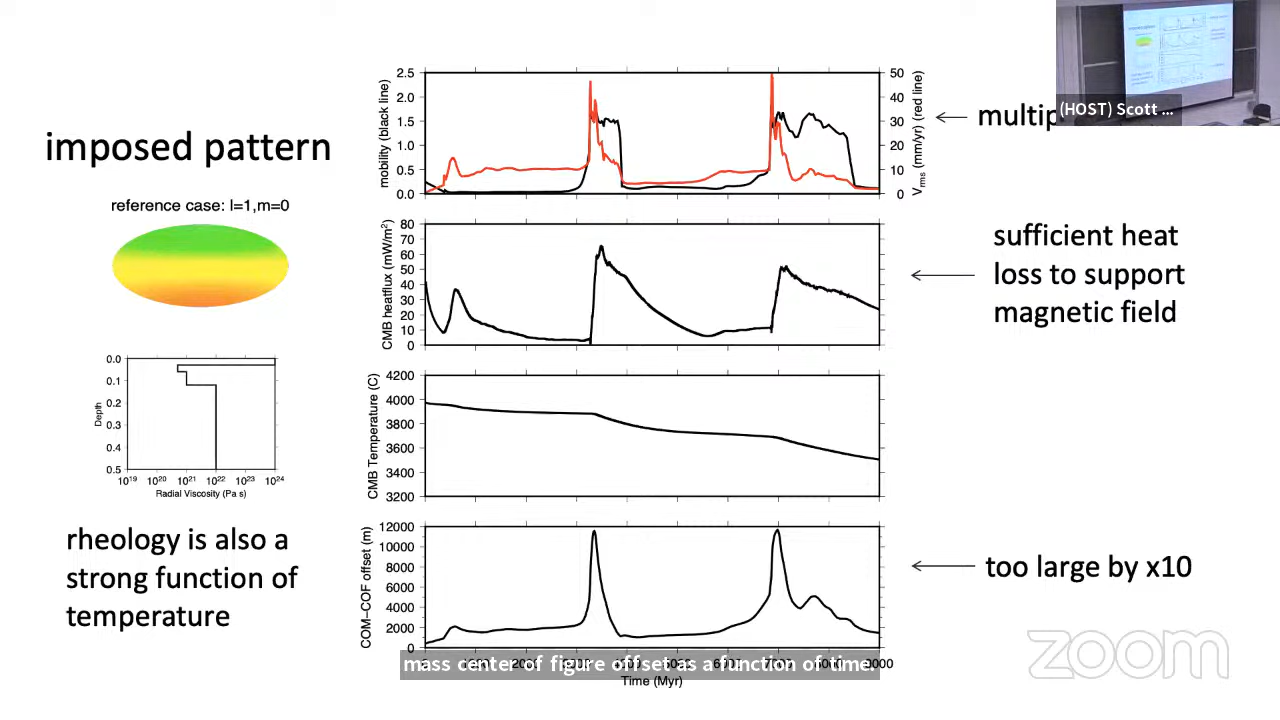 imposed pattern
reference case: l=1,m=0
0.0
0.1
0.2
0.3
0.4
0.5
Depth
10^19 10^20 10^21 10^22 10^23 10^24
Radial Viscosity (Pa s)
rheology is also a
strong function of
temperature
2.5
2.0
1.5
1.0
0.5
0.0
mobility (black line)
50
40
30
20
10
0
Vrms (mm/yr) (red line)
80
70
60
50
40
30
20
10
0
CMB heatflux (mW/m²)
4200
4000
3800
3600
3400
3200
CMB Temperature (C)
12000
10000
8000
6000
4000
2000
0
COM–COF offset (m)
mass center of figure offset as a function of time.
Time (Myr)
(HOST) Scott ...
sufficient heat
loss to support
magnetic field
too large by x10
zoom